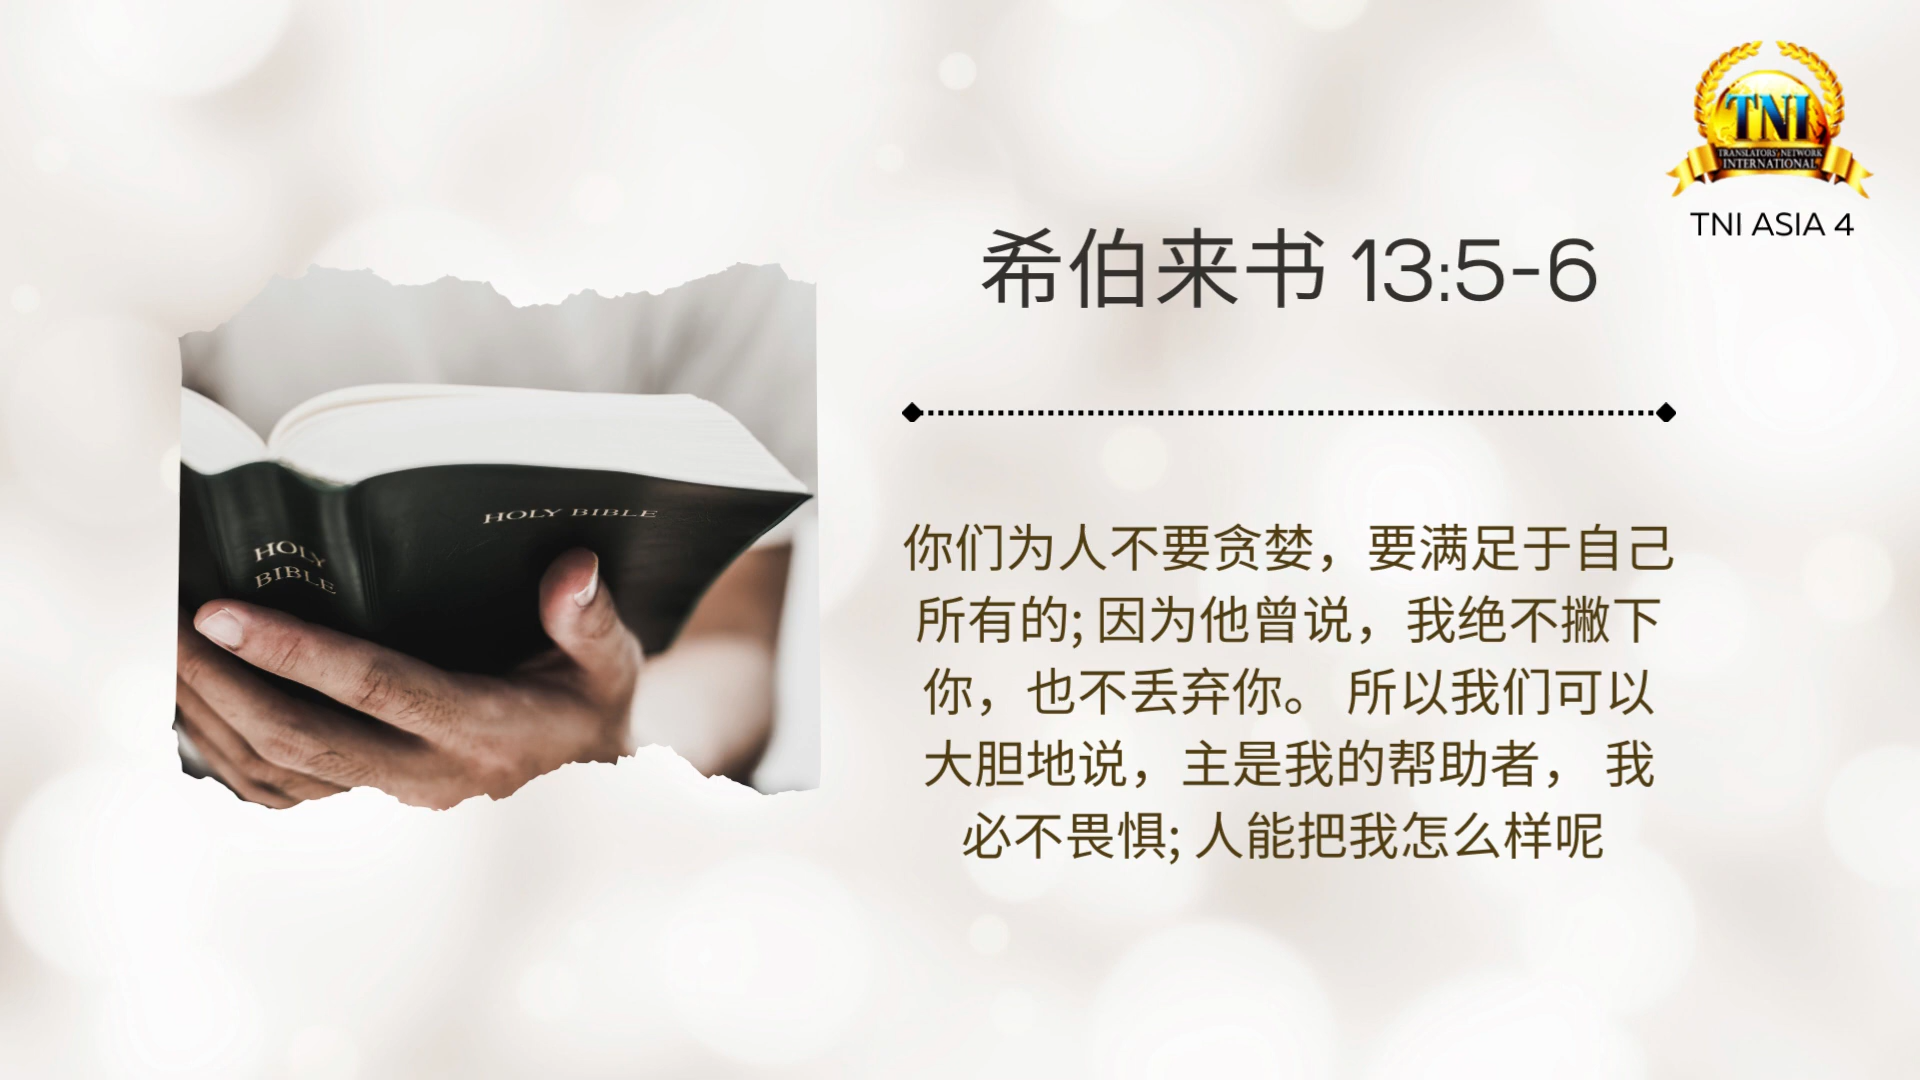 TNI
TRANSLATORS' NETWORK
INTERNATIONAL
TNI ASIA 4
希伯来书 13:5-6
HOLY BIBLE
HOLY
BIBLE
你们为人不要贪婪，要满足于自己
所有的; 因为他曾说，我绝不撇下
你，也不丢弃你。 所以我们可以
大胆地说，主是我的帮助者， 我
必不畏惧; 人能把我怎么样呢